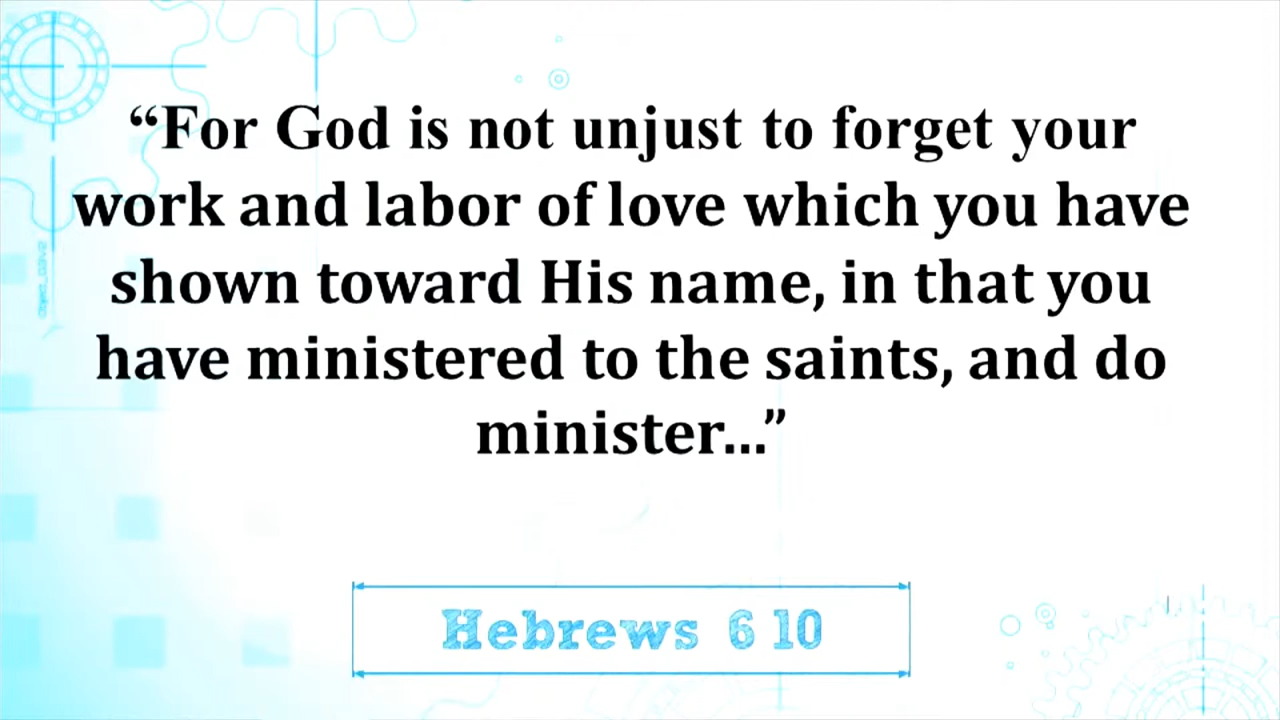 “For God is not unjust to forget your
work and labor of love which you have
shown toward His name, in that you
have ministered to the saints, and do
minister...”
Hebrews 6 10